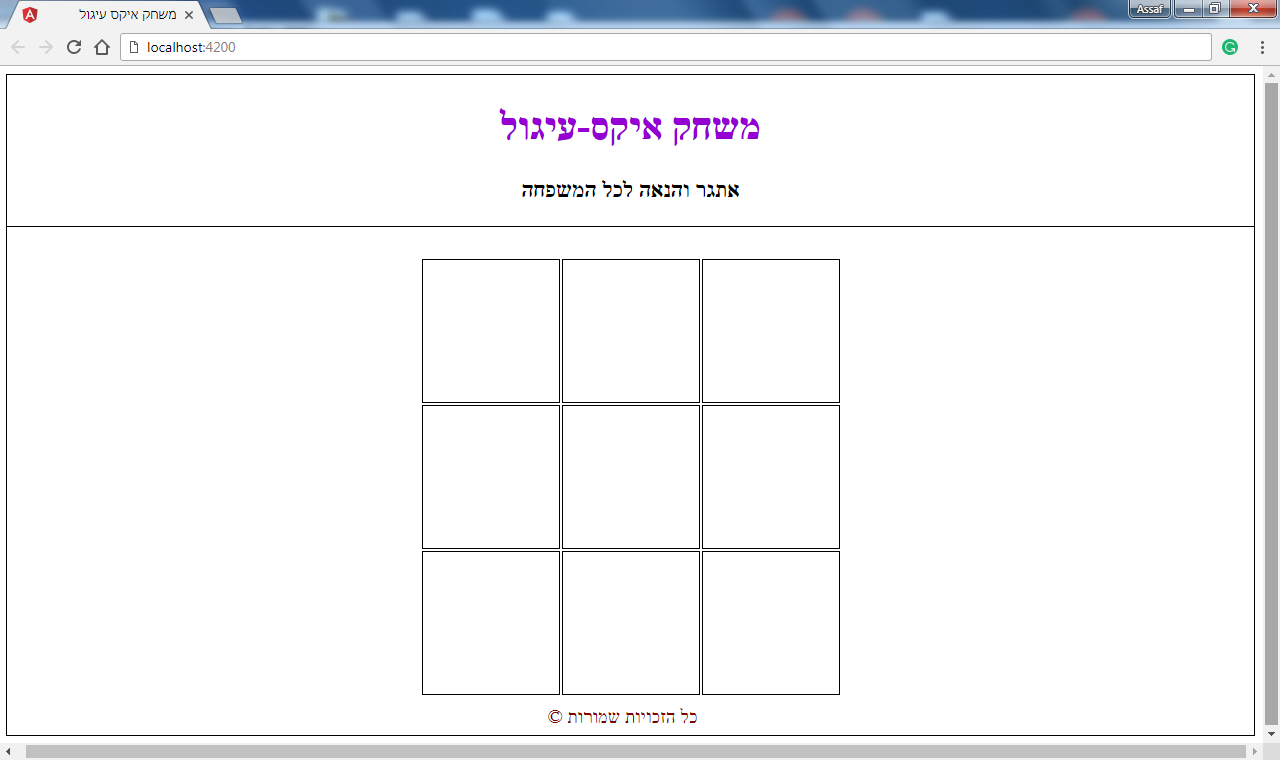 משחק איקס עיגול
Assaf
localhost:4200
משחק איקס-עיגול
אתגר והנאה לכל המשפחה
כל הזכויות שמורות ©